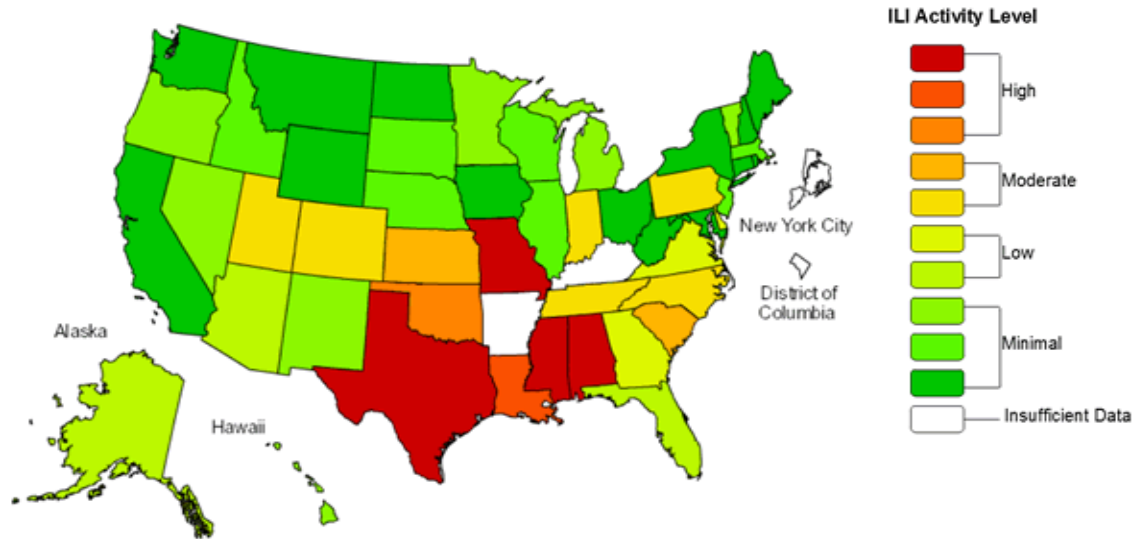 ILI Activity Level
High
Moderate
New York City
Low
District of
Columbia
Alaska
Minimal
Hawaii
Insufficient Data